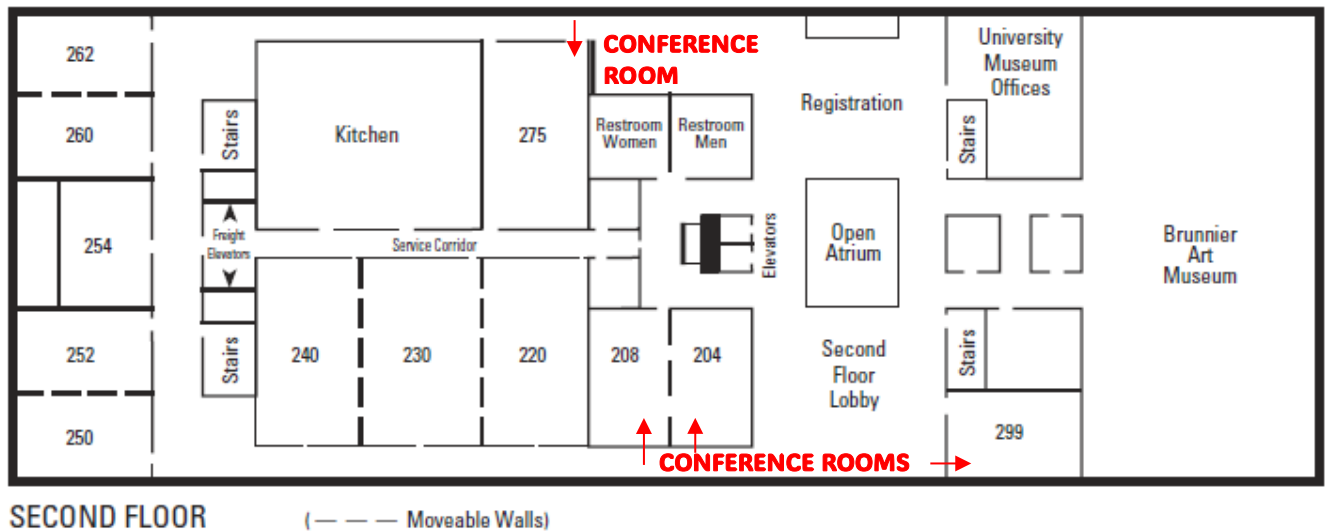 CONFERENCE
ROOM
262
260
254
252
250
Stairs
Freight
Elevators
Stairs
Kitchen
275
Restroom
Women
Restroom
Men
Service Corridor
240
230
220
208
204
Elevators
Registration
Open
Atrium
Second
Floor
Lobby
University
Museum
Offices
Stairs
Stairs
299
Brunnier
Art
Museum
CONFERENCE ROOMS
SECOND FLOOR
(— — — Moveable Walls)